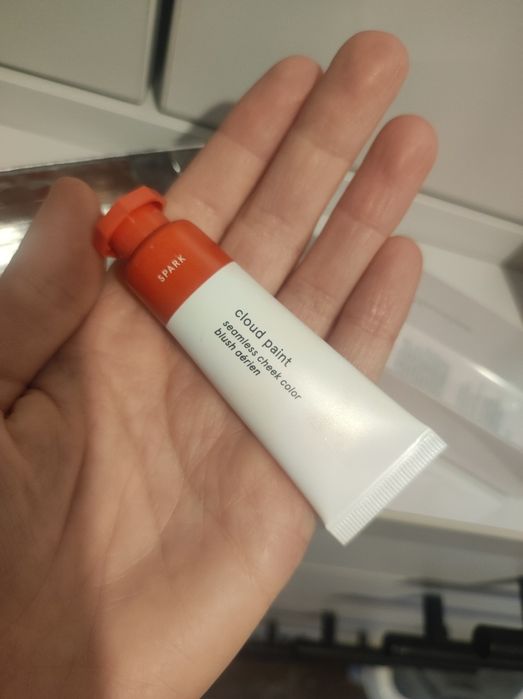 SPARK
cloud paint
seamless cheek color
blush aérien